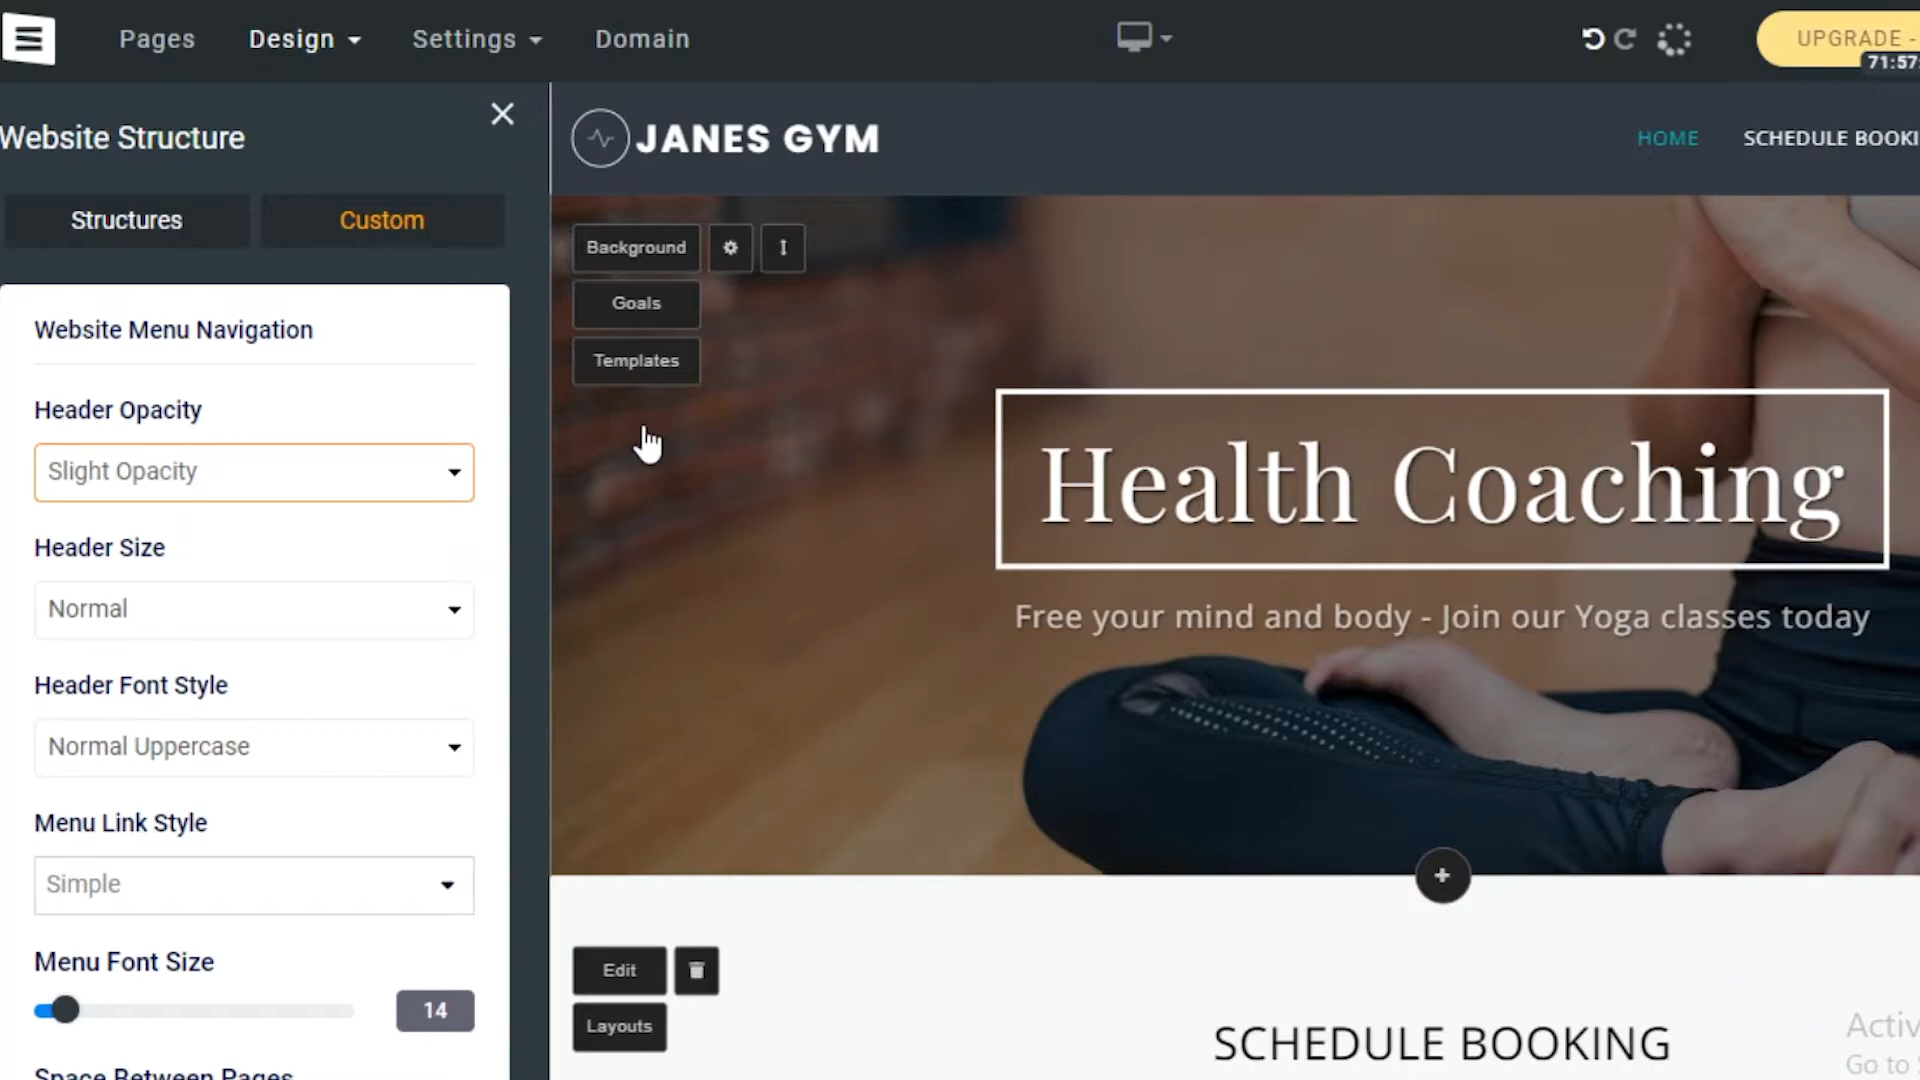 Pages
Design
Settings
Domain
UPGRADE -
71:57:
Website Structure
Structures
Custom
Website Menu Navigation
Header Opacity
Slight Opacity
Header Size
Normal
Header Font Style
Normal Uppercase
Menu Link Style
Simple
Menu Font Size
14
Space Between Pages
JANES GYM
HOME
SCHEDULE BOOKI
Background
Goals
Templates
Health Coaching
Free your mind and body - Join our Yoga classes today
Edit
Layouts
SCHEDULE BOOKING
Activ
Go to